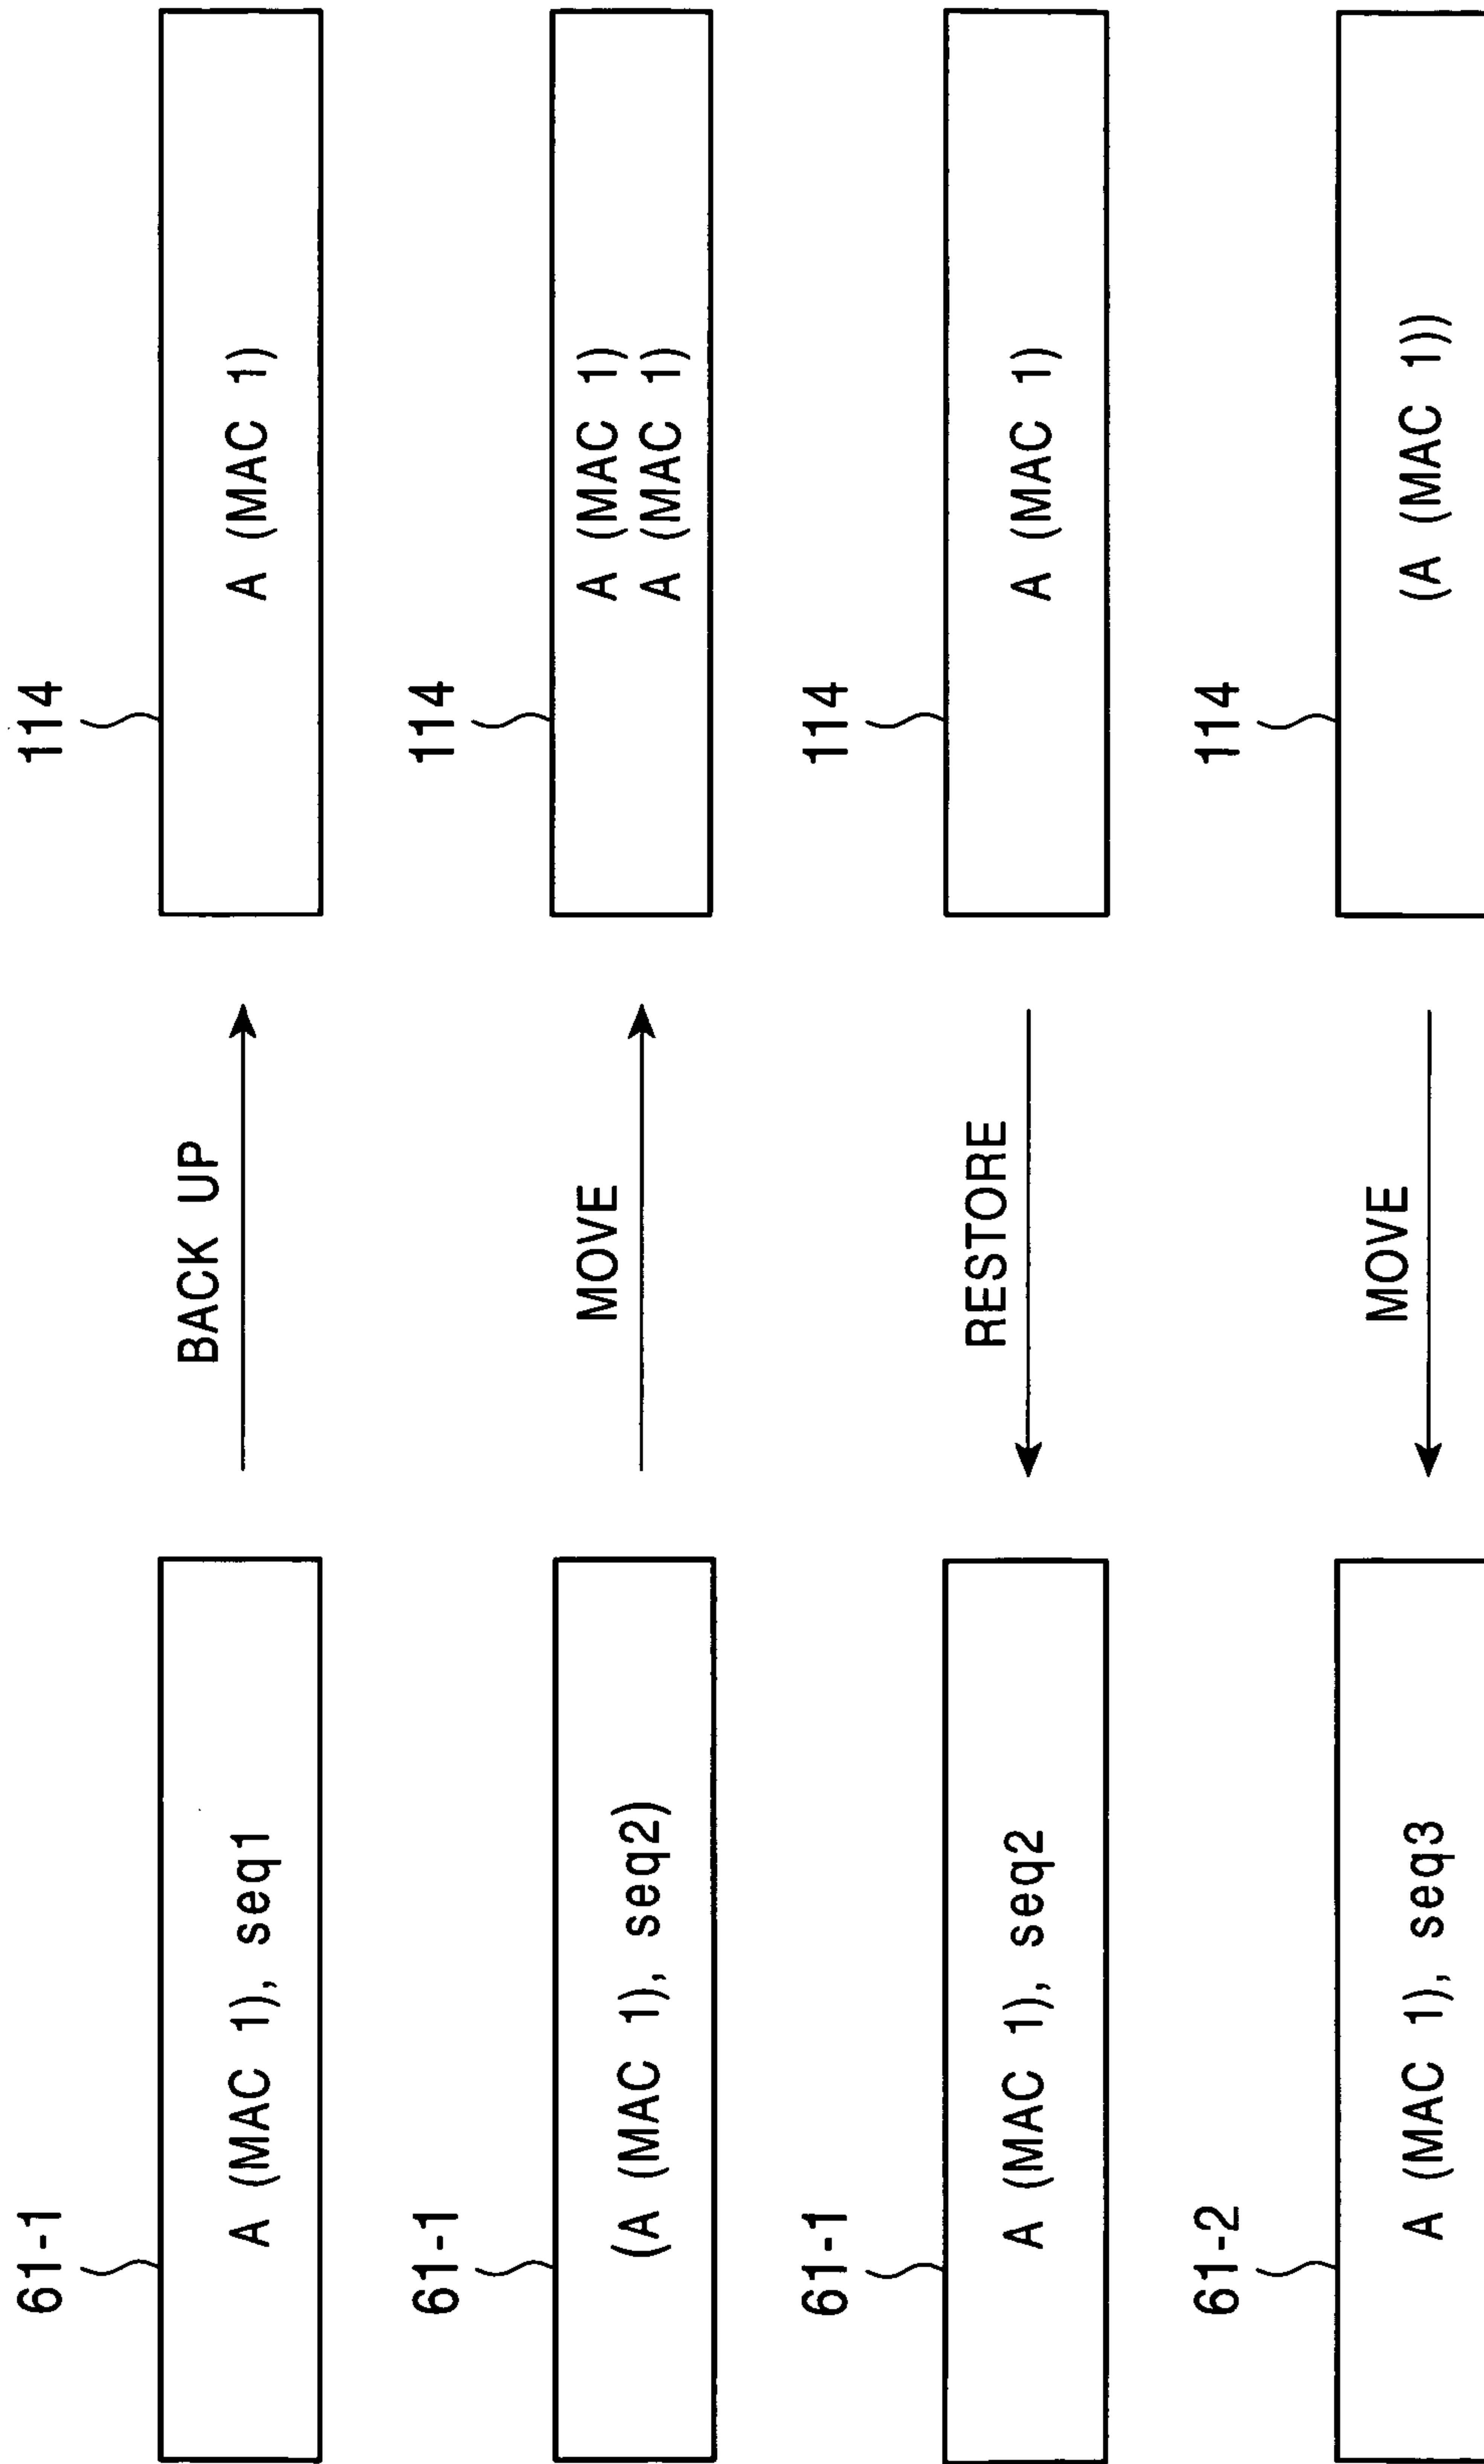 61-1
114
A (MAC 1), seq1
BACK UP
A (MAC 1)
61-1
114
(A (MAC 1), seq2)
MOVE
A (MAC 1)
A (MAC 1)
61-1
114
A (MAC 1), seq2
RESTORE
A (MAC 1)
61-2
114
A (MAC 1), seq3
MOVE
(A (MAC 1))